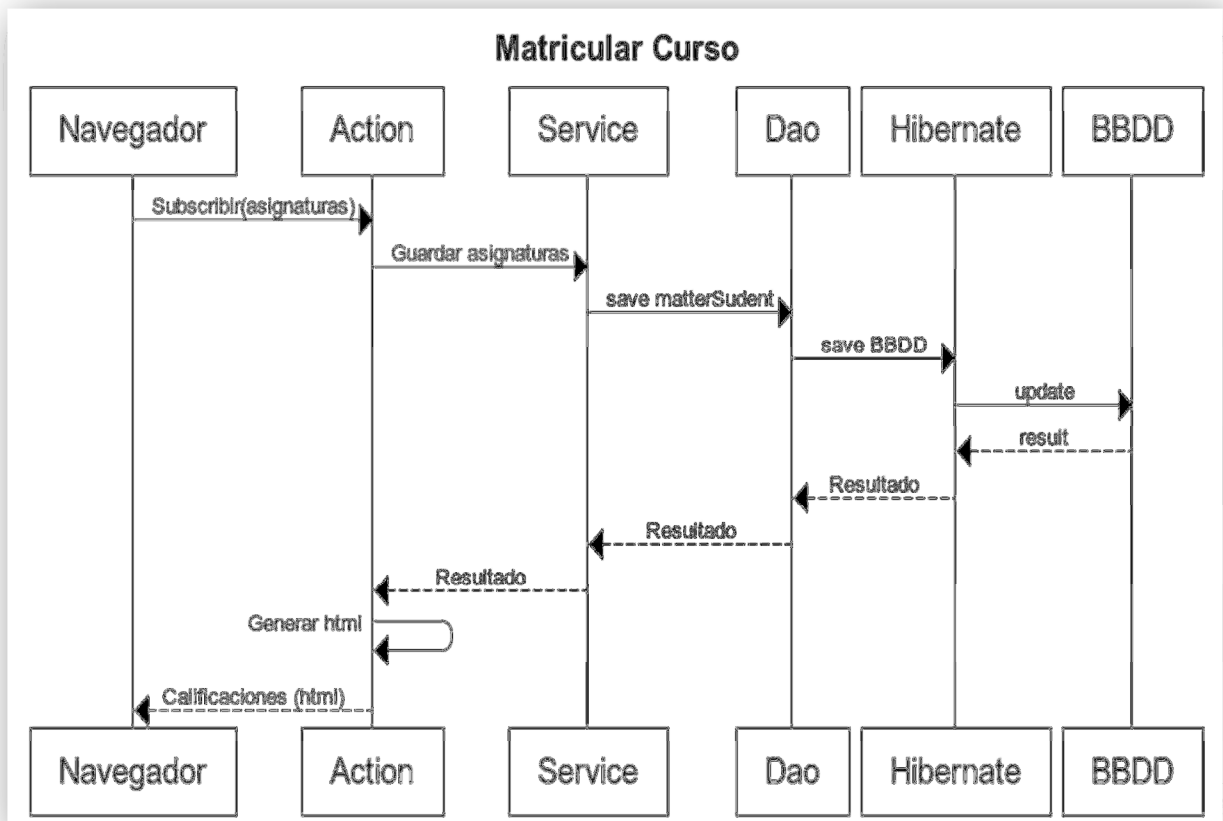 Matricular Curso
Navegador Action Service Dao Hibernate BBDD
Subscribir(asignaturas)
Guardar asignaturas
save matterSudent
save BBDD
update
result
Resultado
Resultado
Resultado
Generar html
Calificaciones (html)
Navegador Action Service Dao Hibernate BBDD